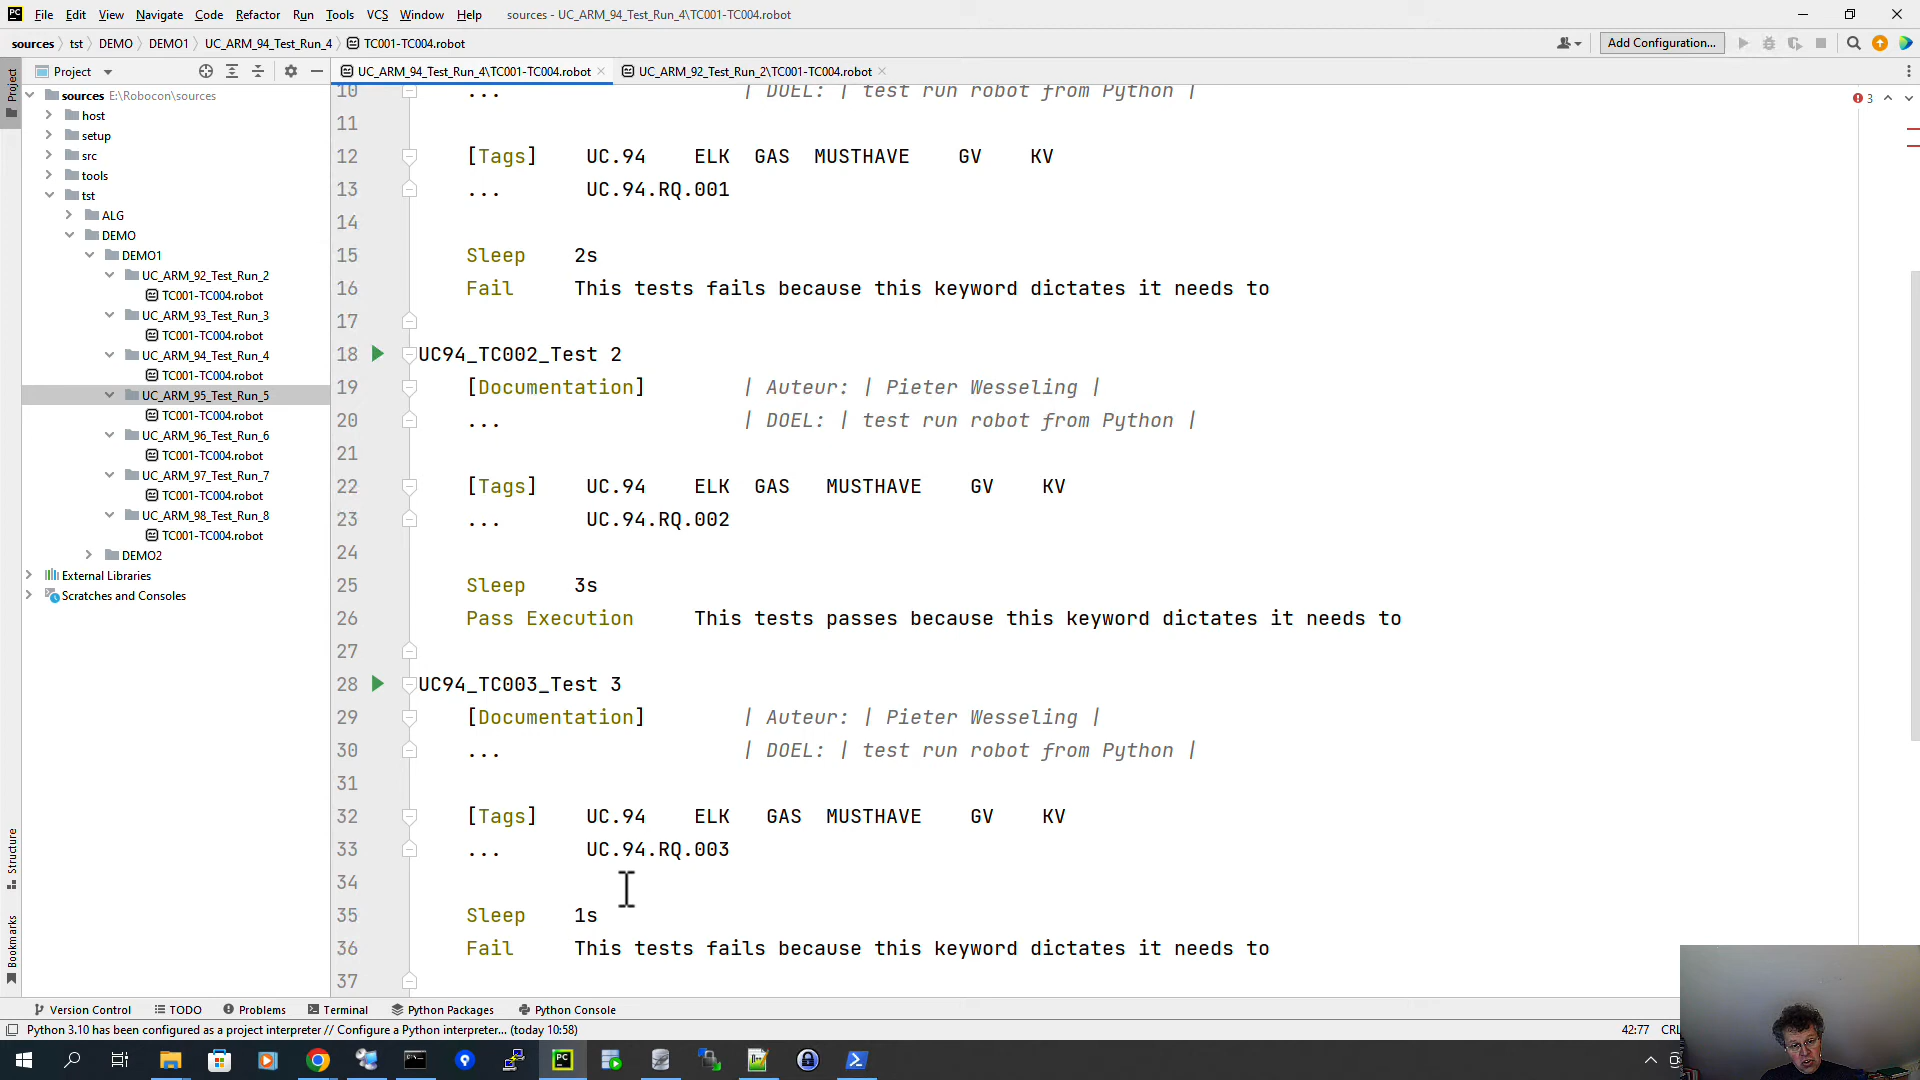 File Edit View Navigate Code Refactor Run Tools VCS Window Help sources - UC_ARM_94_Test_Run_4\TC001-TC004.robot
sources tst DEMO DEMO1 UC_ARM_94_Test_Run_4 TC001-TC004.robot Add Configuration...
Project UC_ARM_94_Test_Run_4\TC001-TC004.robot UC_ARM_92_Test_Run_2\TC001-TC004.robot
Project
Structure
Bookmarks
sources E:\Robocon\sources
host
setup
src
tools
tst
ALG
DEMO
DEMO1
UC_ARM_92_Test_Run_2
TC001-TC004.robot
UC_ARM_93_Test_Run_3
TC001-TC004.robot
UC_ARM_94_Test_Run_4
TC001-TC004.robot
UC_ARM_95_Test_Run_5
TC001-TC004.robot
UC_ARM_96_Test_Run_6
TC001-TC004.robot
UC_ARM_97_Test_Run_7
TC001-TC004.robot
UC_ARM_98_Test_Run_8
TC001-TC004.robot
DEMO2
External Libraries
Scratches and Consoles
3
10 ... | DOEL: | test run robot from Python |
11
12 [Tags] UC.94 ELK GAS MUSTHAVE GV KV
13 ... UC.94.RQ.001
14
15 Sleep 2s
16 Fail This tests fails because this keyword dictates it needs to
17
18 UC94_TC002_Test 2
19 [Documentation] | Auteur: | Pieter Wesseling |
20 ... | DOEL: | test run robot from Python |
21
22 [Tags] UC.94 ELK GAS MUSTHAVE GV KV
23 ... UC.94.RQ.002
24
25 Sleep 3s
26 Pass Execution This tests passes because this keyword dictates it needs to
27
28 UC94_TC003_Test 3
29 [Documentation] | Auteur: | Pieter Wesseling |
30 ... | DOEL: | test run robot from Python |
31
32 [Tags] UC.94 ELK GAS MUSTHAVE GV KV
33 ... UC.94.RQ.003
34
35 Sleep 1s
36 Fail This tests fails because this keyword dictates it needs to
37
Version Control TODO Problems Terminal Python Packages Python Console
Python 3.10 has been configured as a project interpreter // Configure a Python interpreter... (today 10:58) 42:77 CRL